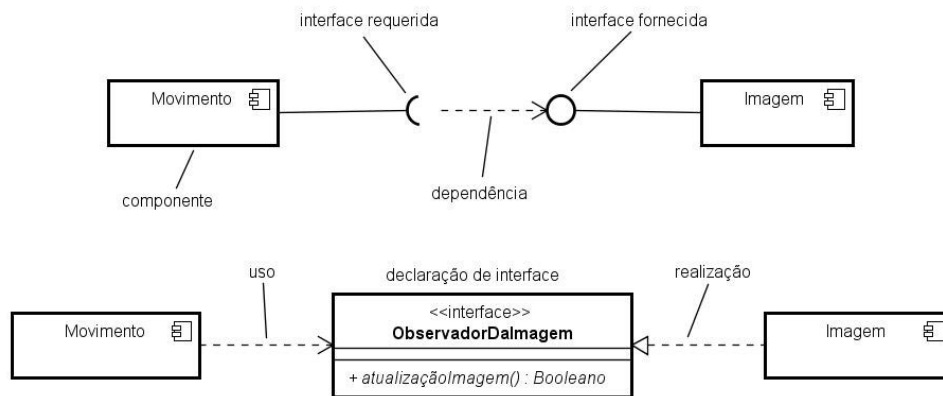 interface requerida
interface fornecida
Movimento
Imagem
componente
dependência
uso
declaração de interface
realização
Movimento
<<interface>>
ObservadorDaImagem
+ atualizaçãoImagem() : Booleano
Imagem